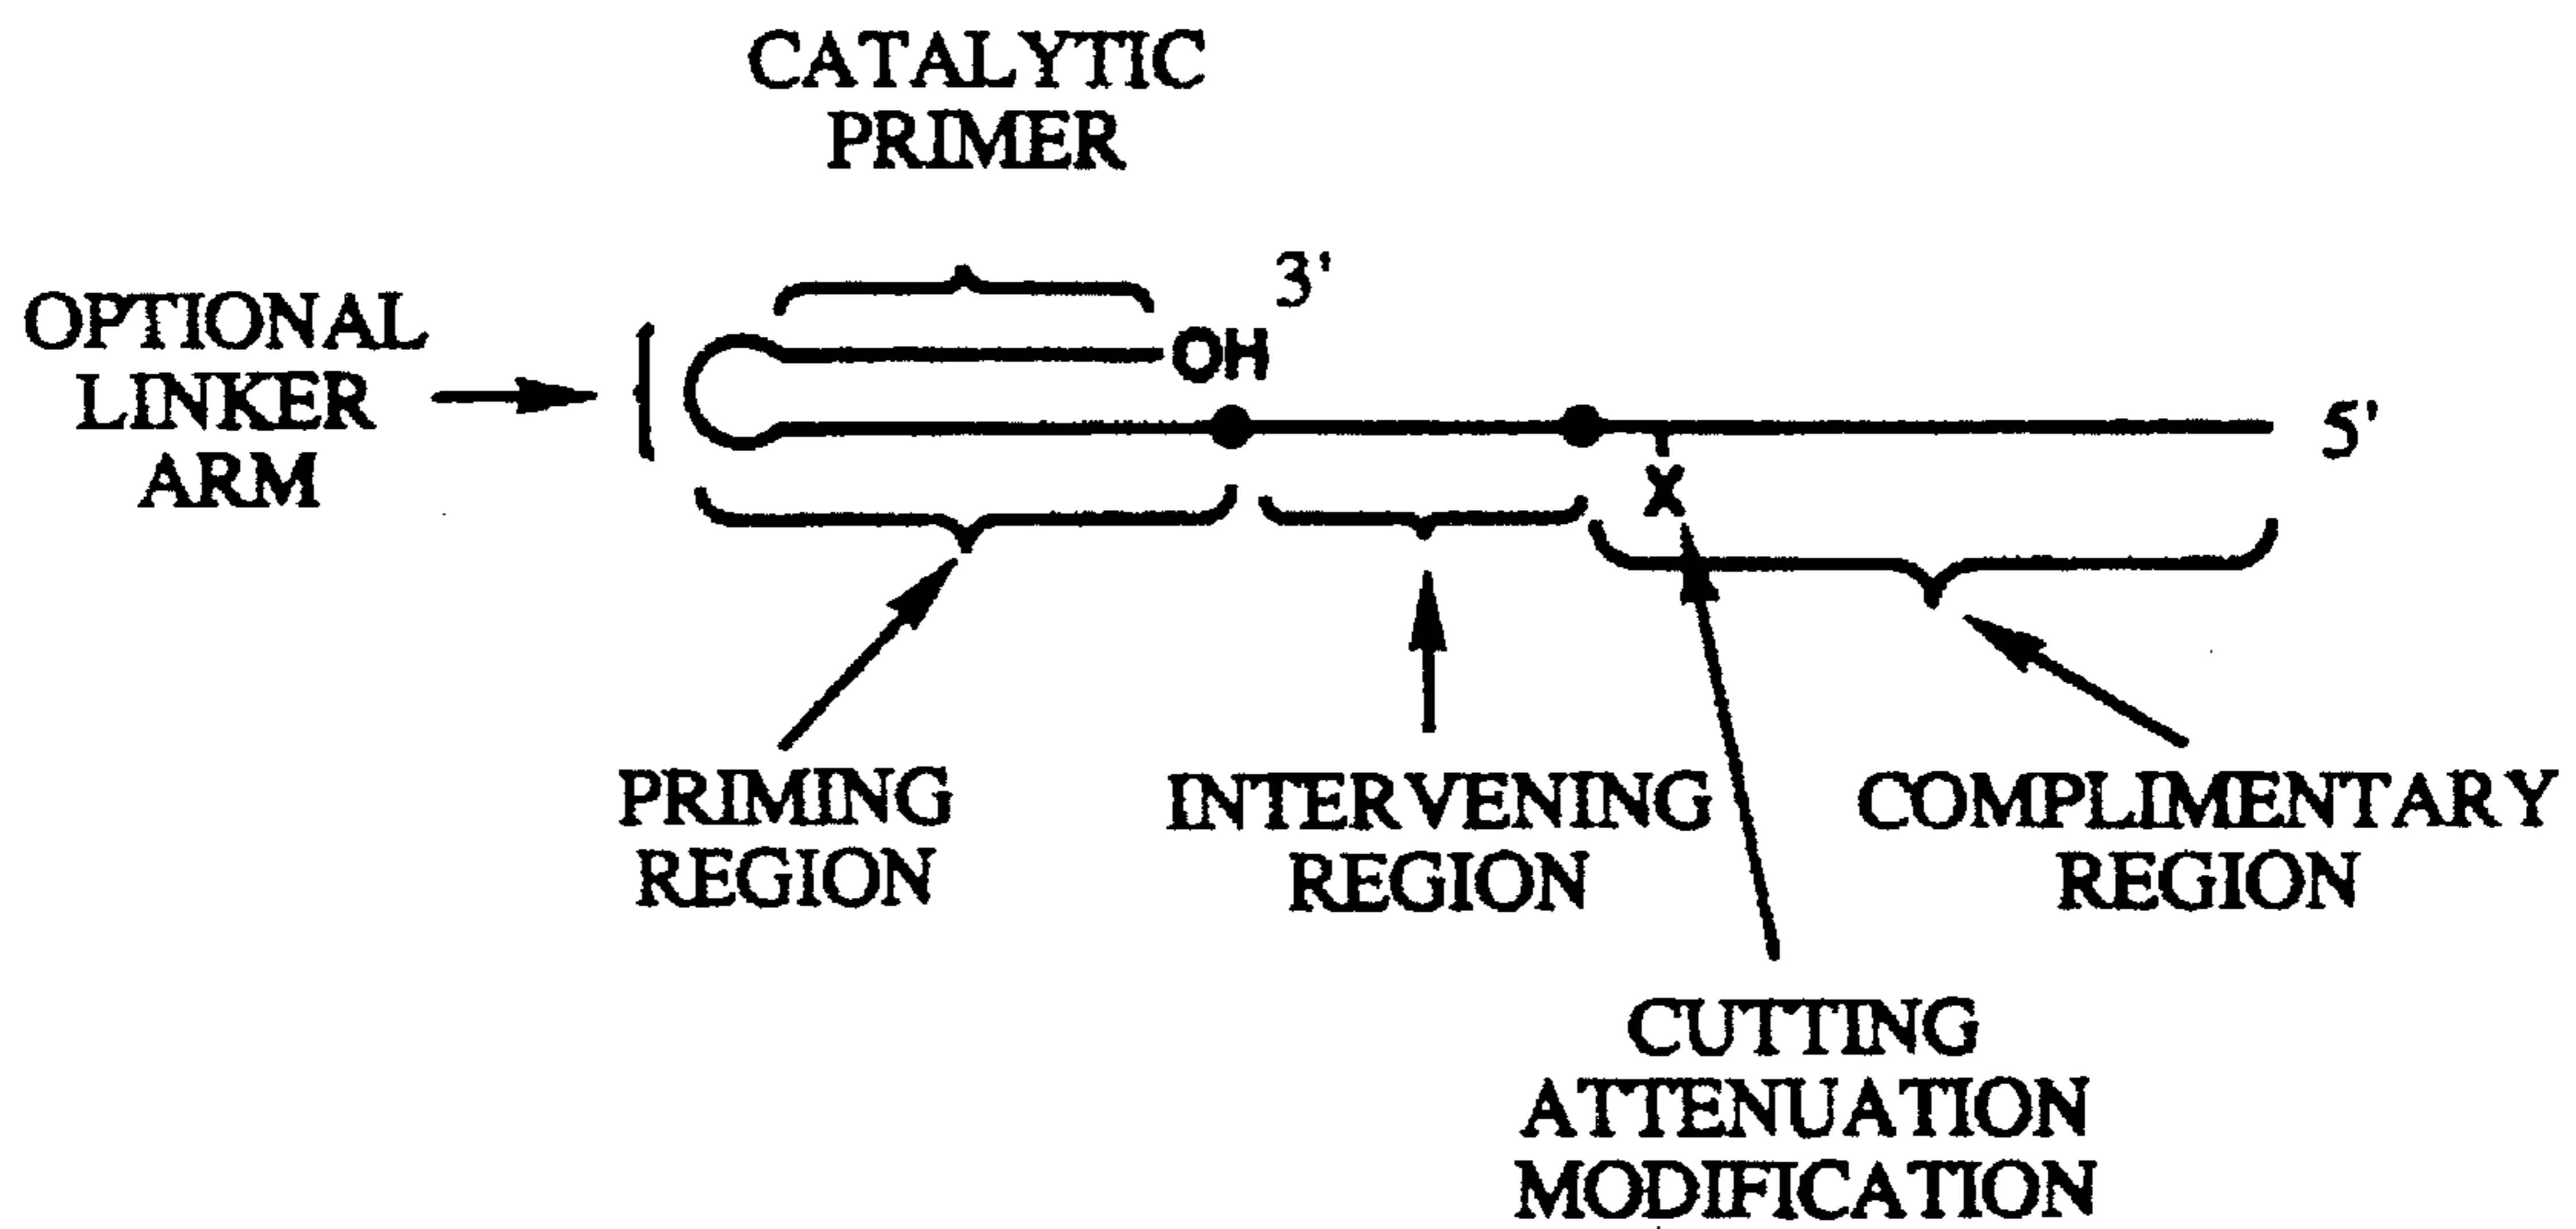 CATALYTIC
PRIMER
3'
OPTIONAL
LINKER
ARM
OH
5'
X
PRIMING
REGION
INTERVENING
REGION
COMPLIMENTARY
REGION
CUTTING
ATTENUATION
MODIFICATION